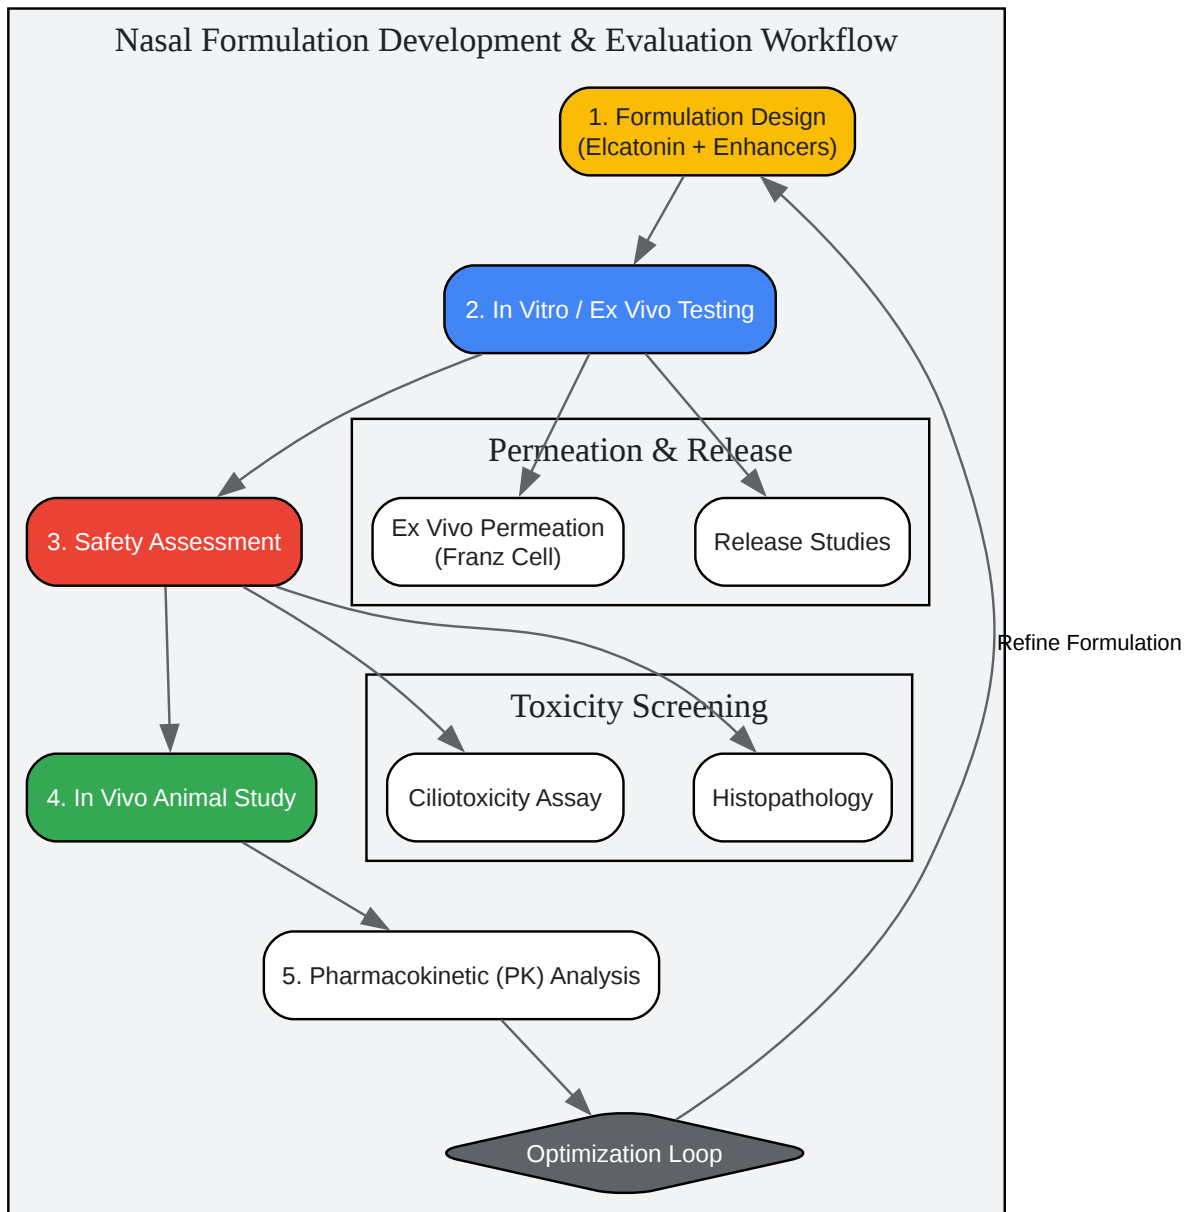 Nasal Formulation Development & Evaluation Workflow
1. Formulation Design
(Elcatonin + Enhancers)
2. In Vitro / Ex Vivo Testing
Permeation & Release
3. Safety Assessment
Ex Vivo Permeation
(Franz Cell)
Release Studies
Refine Formulation
Toxicity Screening
4. In Vivo Animal Study
Ciliotoxicity Assay
Histopathology
5. Pharmacokinetic (PK) Analysis
Optimization Loop